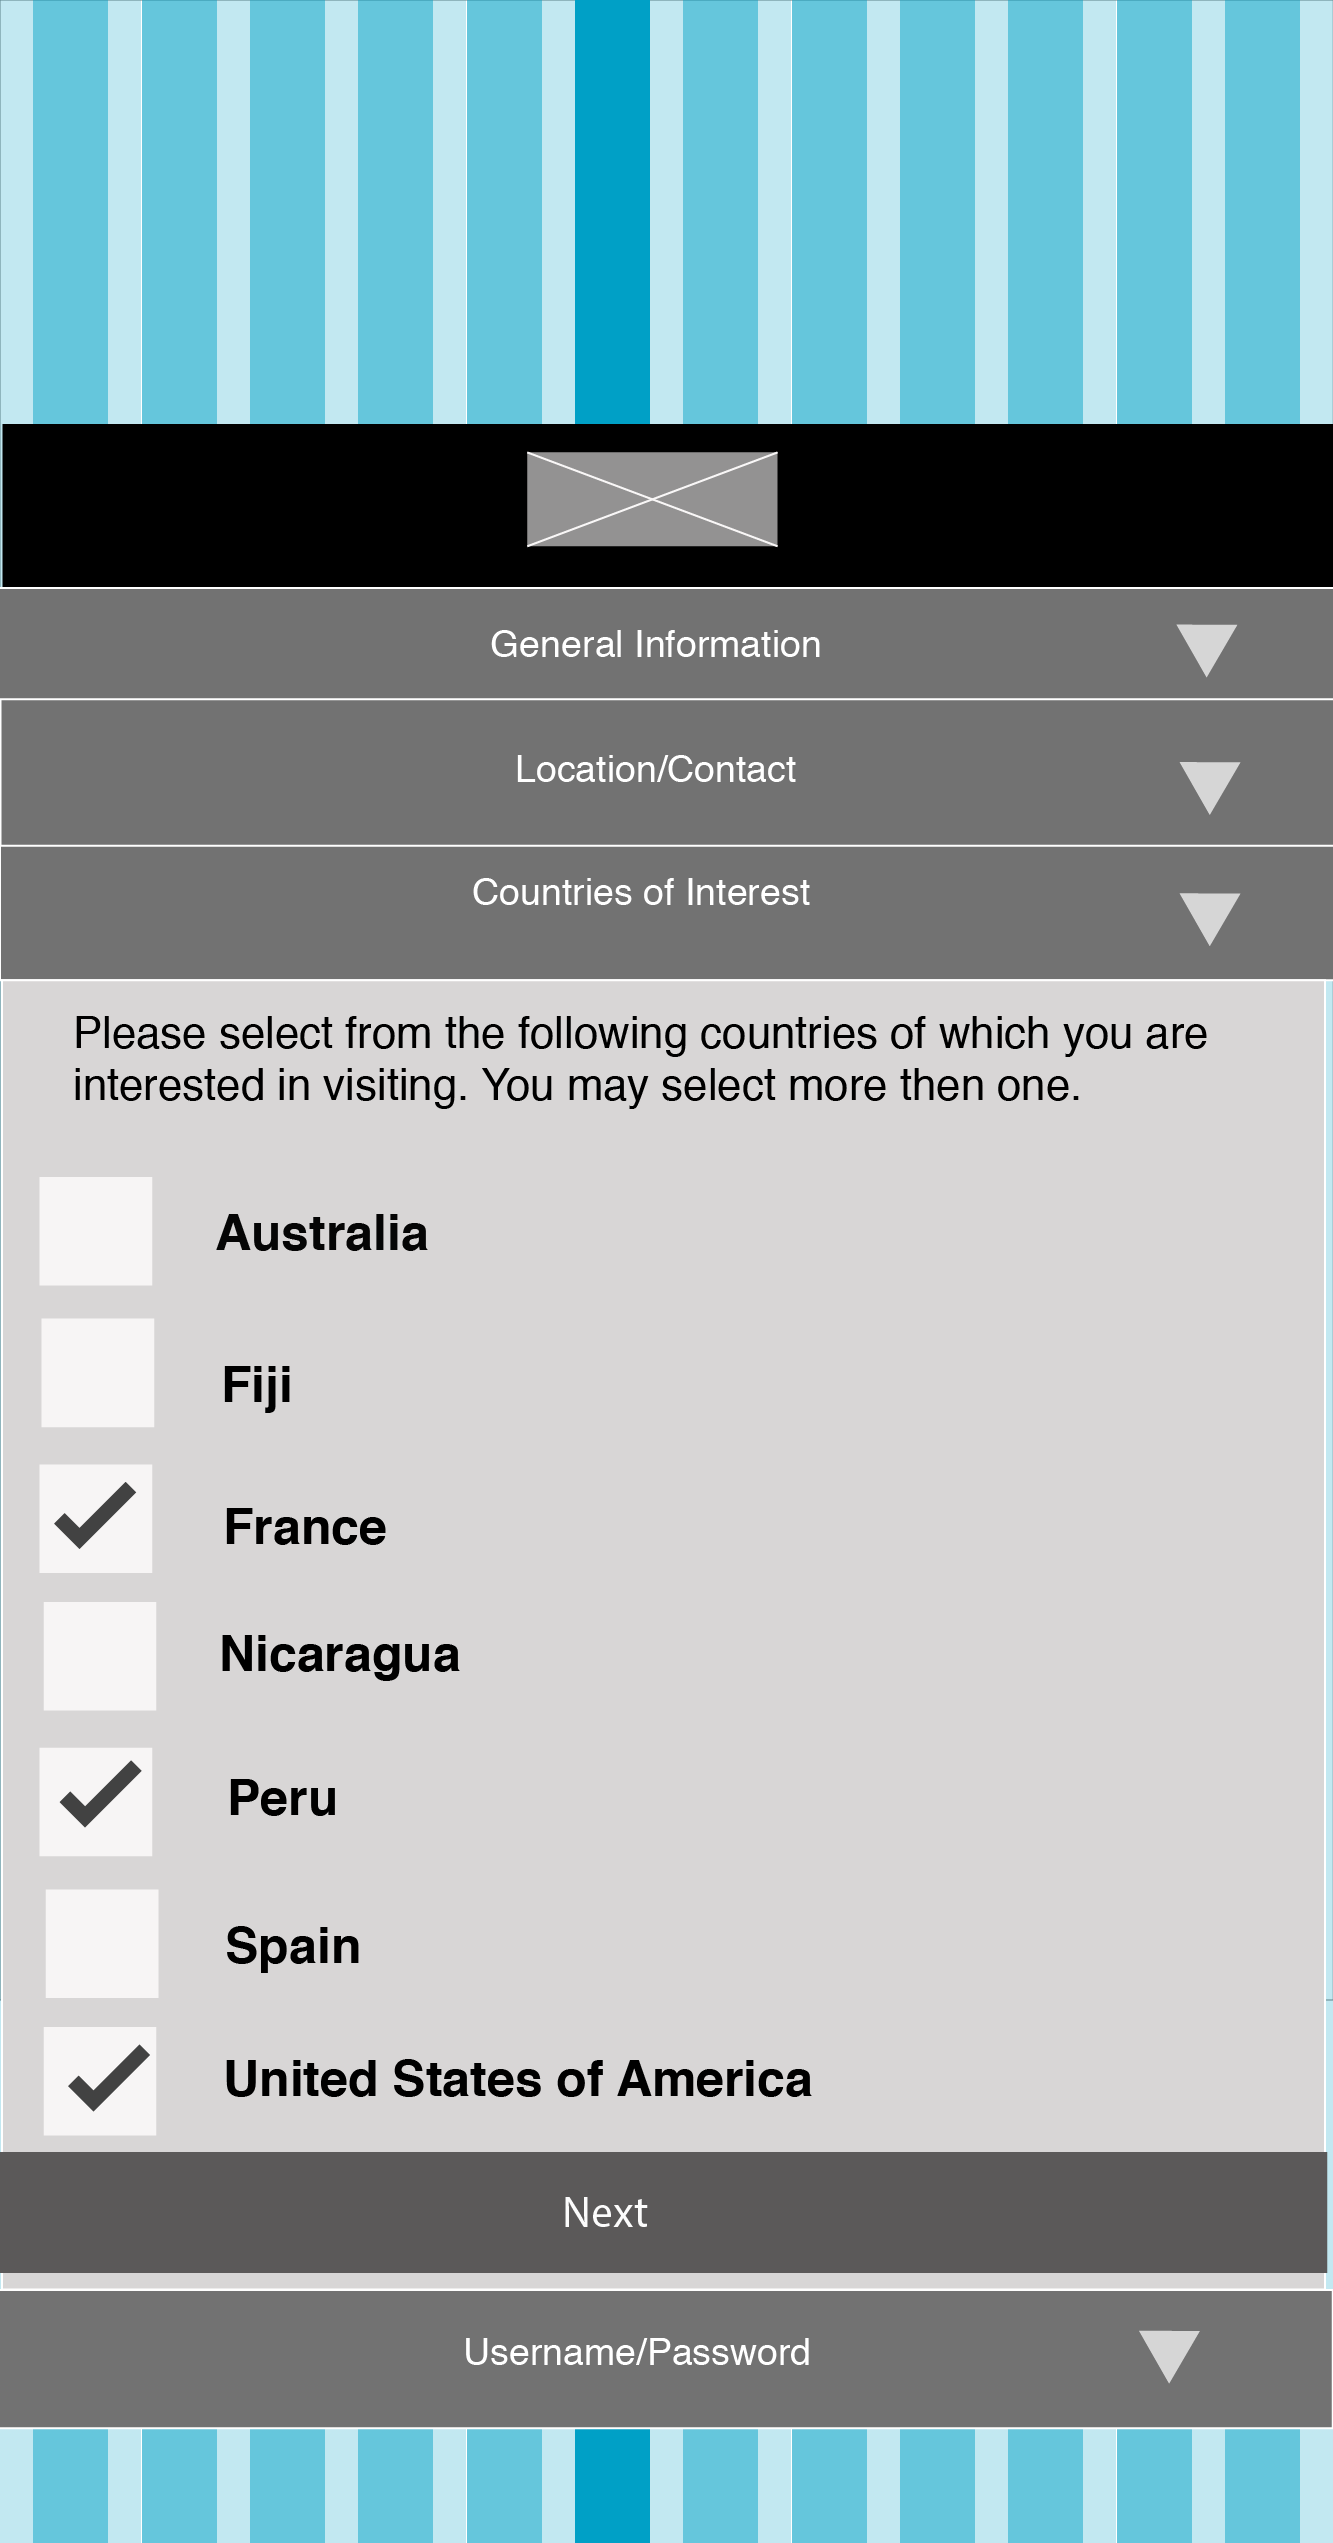 General Information
Location/Contact
Countries of Interest
Please select from the following countries of which you are
interested in visiting. You may select more then one.
Australia
Fiji
France
Nicaragua
Peru
Spain
United States of America
Next
Username/Password